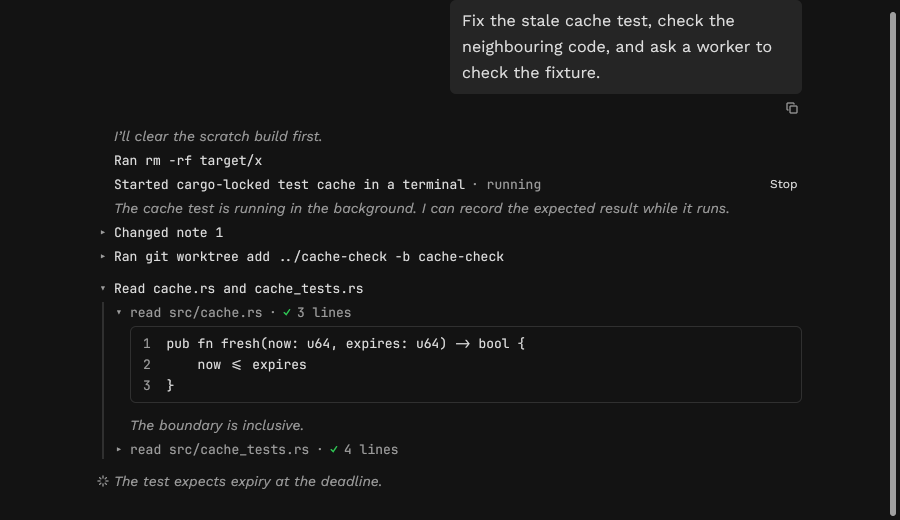 Fix the stale cache test, check the
neighbouring code, and ask a worker to
check the fixture.
I'll clear the scratch build first.
Ran rm -rf target/x
Started cargo-locked test cache in a terminal · running
Stop
The cache test is running in the background. I can record the expected result while it runs.
Changed note 1
Ran git worktree add ../cache-check -b cache-check
Read cache.rs and cache_tests.rs
read src/cache.rs · ✓ 3 lines
1 pub fn fresh(now: u64, expires: u64) -> bool {
2     now <= expires
3 }
The boundary is inclusive.
read src/cache_tests.rs · ✓ 4 lines
The test expects expiry at the deadline.